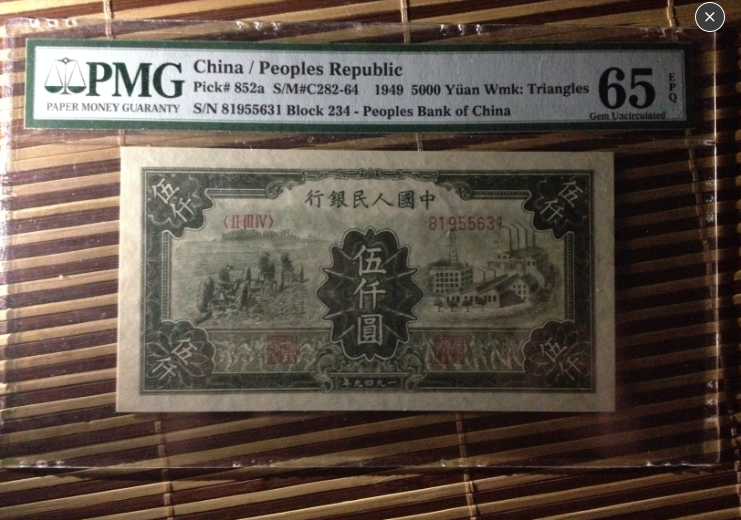 PMG
PAPER MONEY GUARANTY
China / Peoples Republic
Pick# 852a S/M#C282-64 1949 5000 Yüan Wmk: Triangles
S/N 81955631 Block 234 - Peoples Bank of China
65
Gem Uncirculated
EPQ
伍仟
伍仟
行銀民人國中
〈II III IV〉
81955631
伍仟圓
伍仟
伍仟
年九四九一